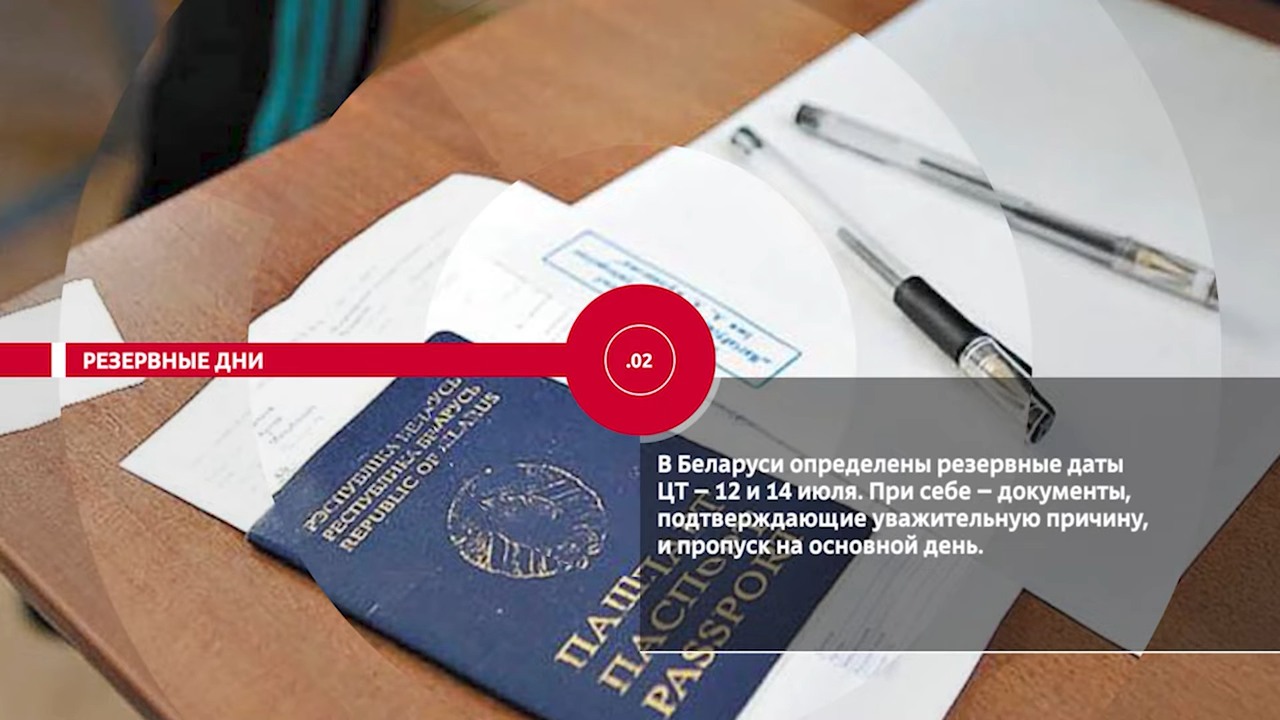 РЕЗЕРВНЫЕ ДНИ
.02
В Беларуси определены резервные даты
ЦТ – 12 и 14 июля. При себе – документы,
подтверждающие уважительную причину,
и пропуск на основной день.
РЭСПУБЛІКА БЕЛАРУСЬ
РЕСПУБЛИКА БЕЛАРУСЬ
REPUBLIC OF BELARUS
ПАШПАРТ
ПАСПОРТ
PASSPORT